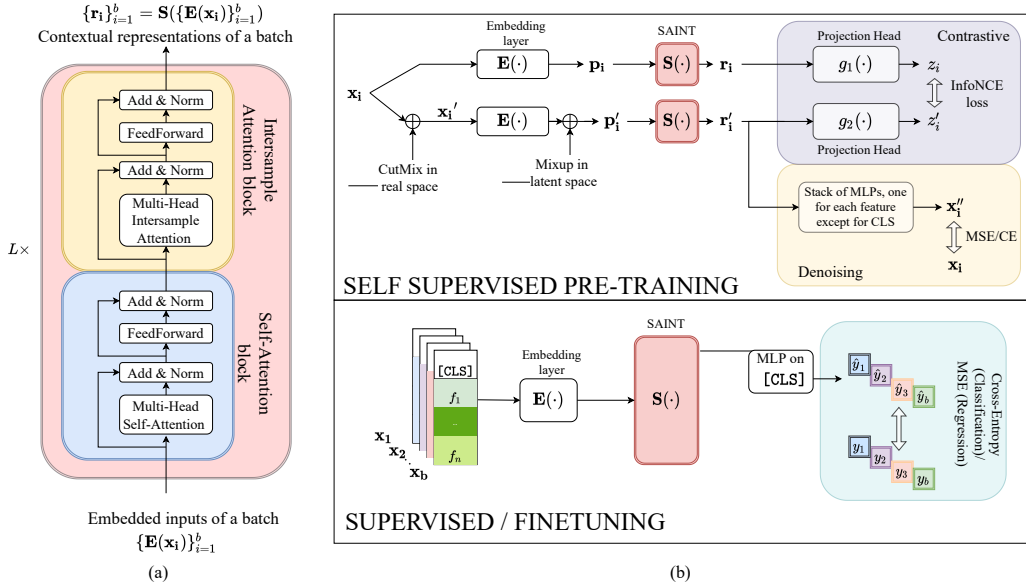 {r_i}_{i=1}^b = S({E(x_i)}_{i=1}^b)
Contextual representations of a batch
Add & Norm
FeedForward
Add & Norm
Multi-Head
Intersample
Attention
Intersample
Attention block
L×
Add & Norm
FeedForward
Add & Norm
Multi-Head
Self-Attention
Self-Attention
block
Embedded inputs of a batch
{E(x_i)}_{i=1}^b
(a)
Embedding
layer
SAINT
Projection Head
Contrastive
x_i
E(·)
p_i
S(·)
r_i
g_1(·)
z_i
InfoNCE
loss
x_i'
E(·)
p_i'
S(·)
r_i'
g_2(·)
z_i'
Projection Head
CutMix in
real space
Mixup in
latent space
Stack of MLPs, one
for each feature
except for CLS
x_i''
MSE/CE
x_i
Denoising
SELF SUPERVISED PRE-TRAINING
SAINT
Embedding
layer
[CLS]
f_1
..
f_n
x_1
x_2
⋱
x_b
E(·)
S(·)
MLP on
[CLS]
ŷ_1
ŷ_2
ŷ_3
ŷ_b
y_1
y_2
y_3
y_b
Cross-Entropy
(Classification)/
MSE (Regression)
SUPERVISED / FINETUNING
(b)